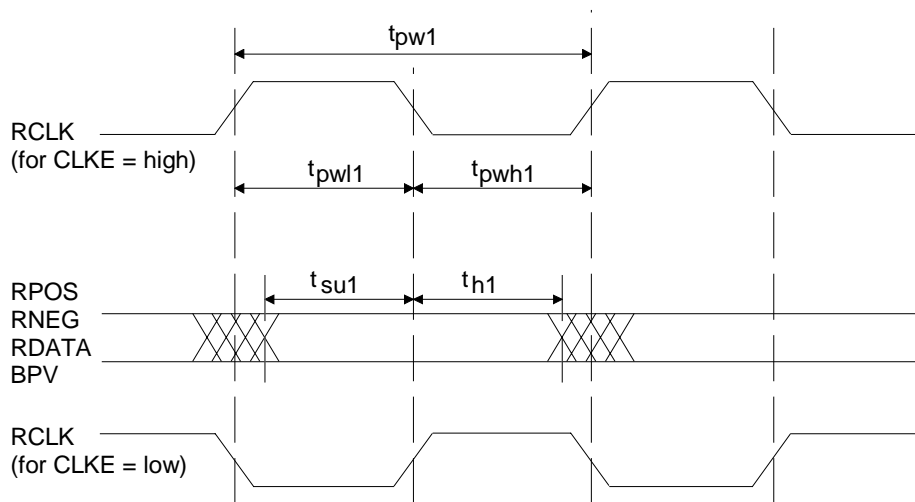 tpw1
RCLK
(for CLKE = high)
tpwl1 tpwh1
tsu1 th1
RPOS
RNEG
RDATA
BPV
RCLK
(for CLKE = low)